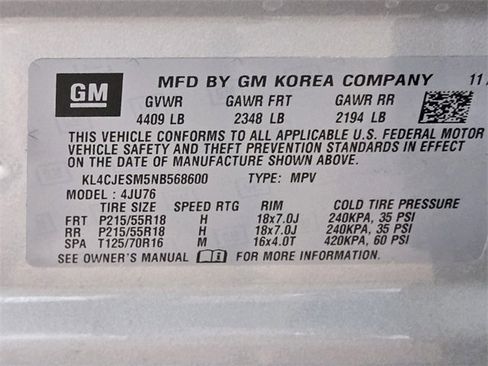 GM
MFD BY GM KOREA COMPANY 11
GVWR GAWR FRT GAWR RR
4409 LB 2348 LB 2194 LB
THIS VEHICLE CONFORMS TO ALL APPLICABLE U.S. FEDERAL MOTOR
VEHICLE SAFETY AND THEFT PREVENTION STANDARDS IN EFFECT
ON THE DATE OF MANUFACTURE SHOWN ABOVE.
KL4CJESM5NB568600 TYPE: MPV
MODEL : 4JU76
TIRE SIZE SPEED RTG RIM COLD TIRE PRESSURE
FRT P215/55R18 H 18x7.0J 240KPA, 35 PSI
RR P215/55R18 H 18x7.0J 240KPA, 35 PSI
SPA T125/70R16 M 16x4.0T 420KPA, 60 PSI
SEE OWNER'S MANUAL FOR MORE INFORMATION.